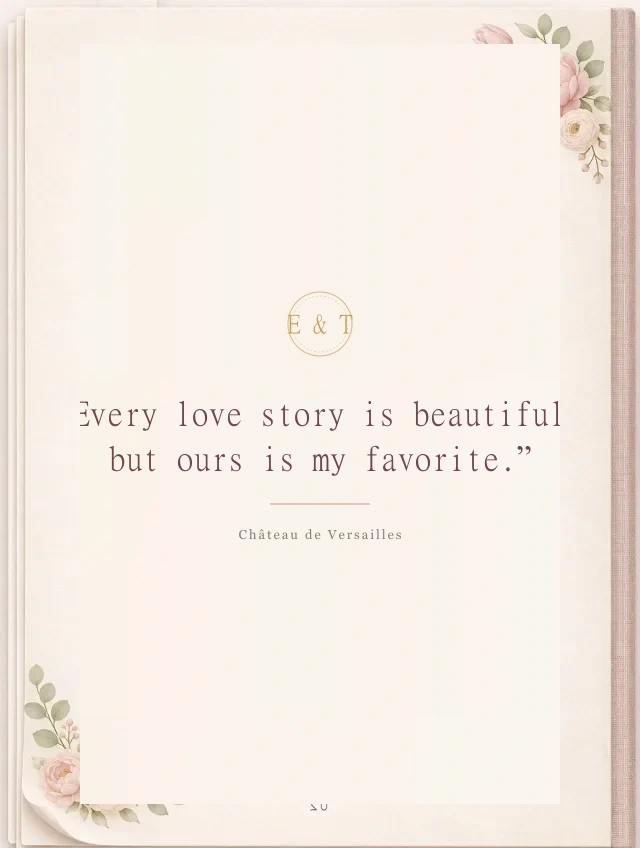 E & T
Every love story is beautiful
but ours is my favorite.”
Château de Versailles